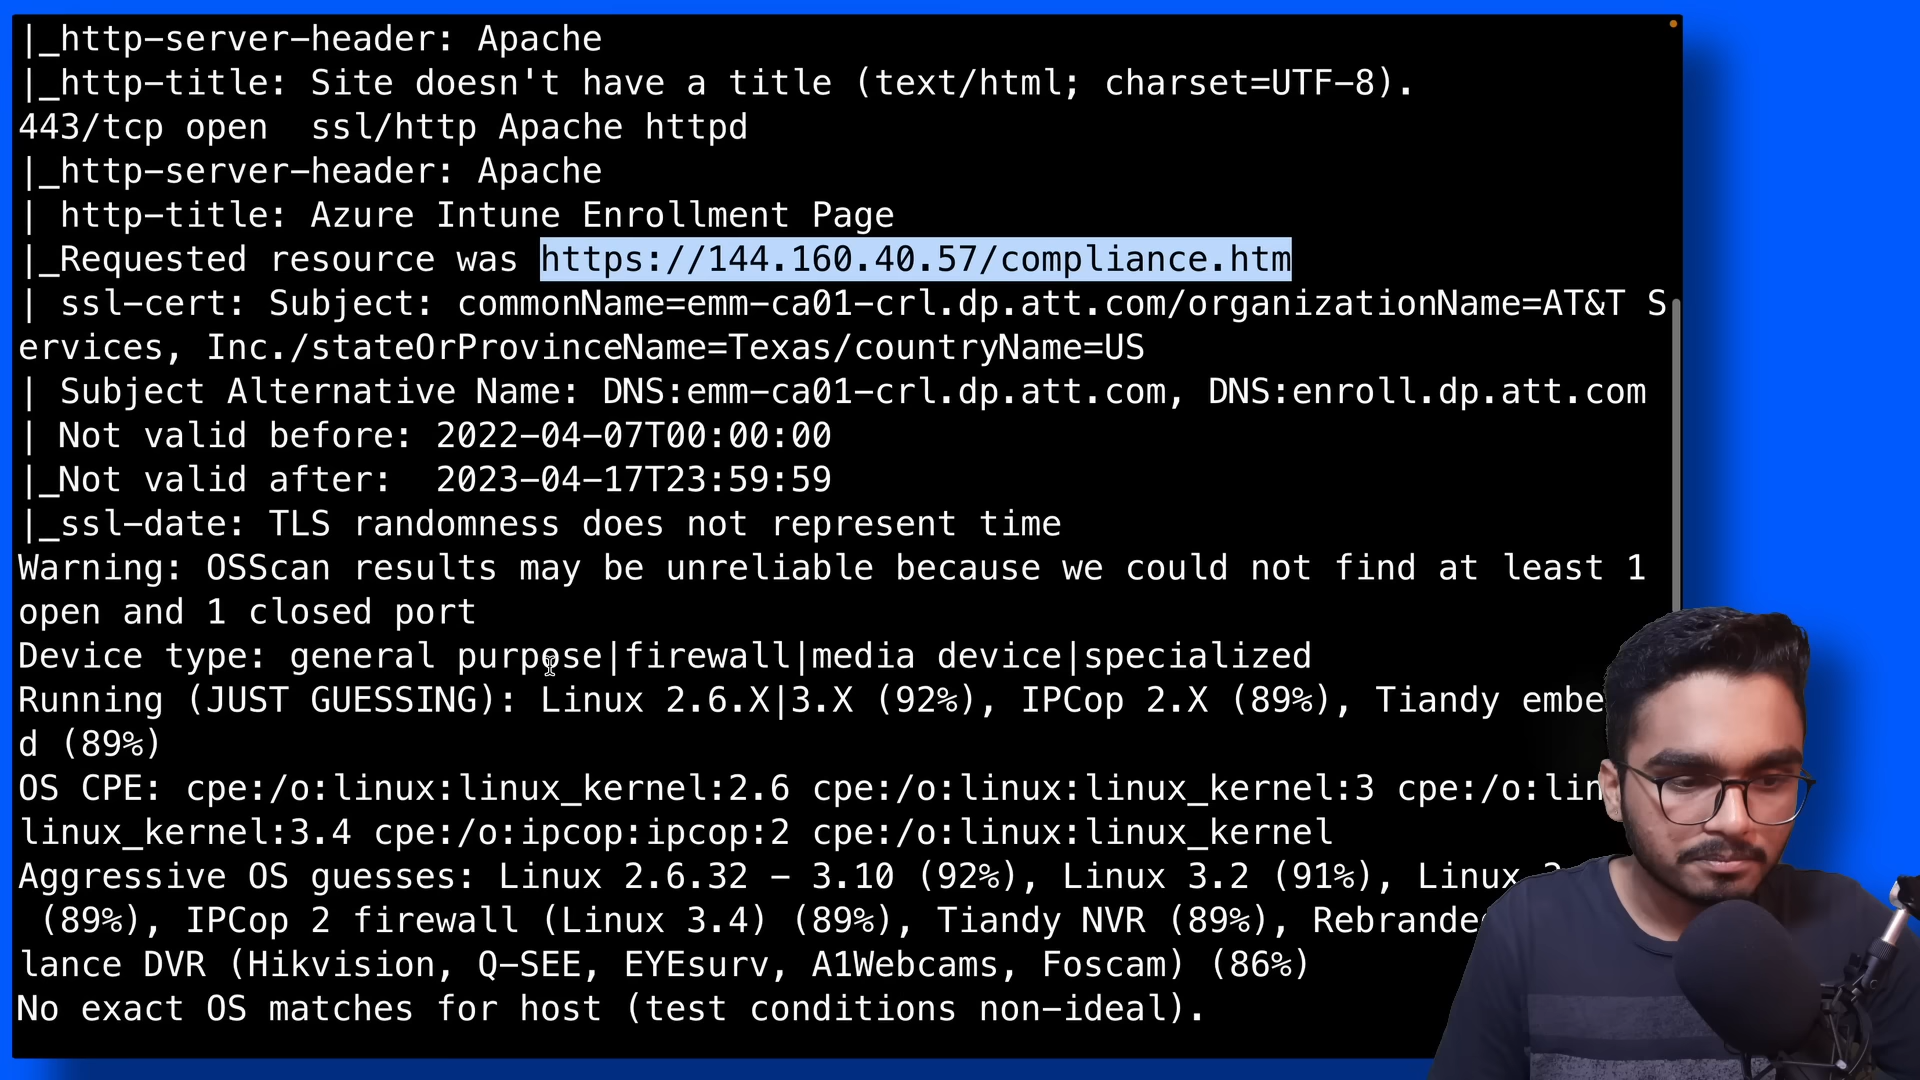 |_http-server-header: Apache
|_http-title: Site doesn't have a title (text/html; charset=UTF-8).
443/tcp open  ssl/http Apache httpd
|_http-server-header: Apache
| http-title: Azure Intune Enrollment Page
|_Requested resource was https://144.160.40.57/compliance.htm
| ssl-cert: Subject: commonName=emm-ca01-crl.dp.att.com/organizationName=AT&T S
ervices, Inc./stateOrProvinceName=Texas/countryName=US
| Subject Alternative Name: DNS:emm-ca01-crl.dp.att.com, DNS:enroll.dp.att.com
| Not valid before: 2022-04-07T00:00:00
|_Not valid after:  2023-04-17T23:59:59
|_ssl-date: TLS randomness does not represent time
Warning: OSScan results may be unreliable because we could not find at least 1
open and 1 closed port
Device type: general purpose|firewall|media device|specialized
Running (JUST GUESSING): Linux 2.6.X|3.X (92%), IPCop 2.X (89%), Tiandy embe
d (89%)
OS CPE: cpe:/o:linux:linux_kernel:2.6 cpe:/o:linux:linux_kernel:3 cpe:/o:lin
linux_kernel:3.4 cpe:/o:ipcop:ipcop:2 cpe:/o:linux:linux_kernel
Aggressive OS guesses: Linux 2.6.32 - 3.10 (92%), Linux 3.2 (91%), Linux
(89%), IPCop 2 firewall (Linux 3.4) (89%), Tiandy NVR (89%), Rebranded
lance DVR (Hikvision, Q-SEE, EYEsurv, A1Webcams, Foscam) (86%)
No exact OS matches for host (test conditions non-ideal).